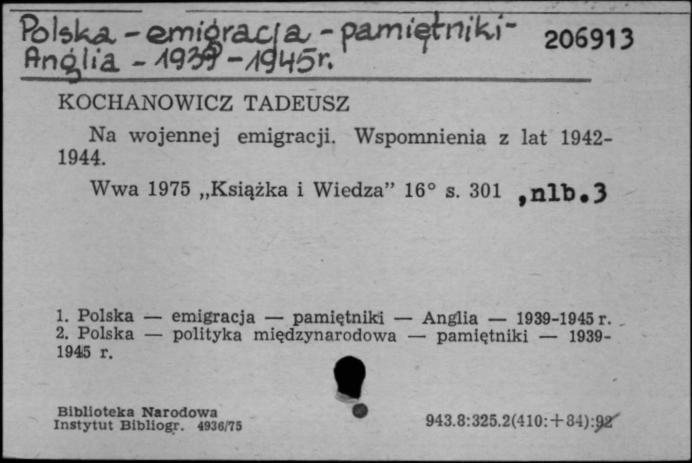 Polska - emigracja - pamiętniki -
Anglia - 1939 - 1945r.
206913
KOCHANOWICZ TADEUSZ
Na wojennej emigracji. Wspomnienia z lat 1942-
1944.
Wwa 1975 „Książka i Wiedza” 16° s. 301 ,nlb.3
1. Polska — emigracja — pamiętniki — Anglia — 1939-1945 r.
2. Polska — polityka międzynarodowa — pamiętniki — 1939-
1945 r.
Biblioteka Narodowa
Instytut Bibliogr. 4936/75
943.8:325.2(410:+84):92